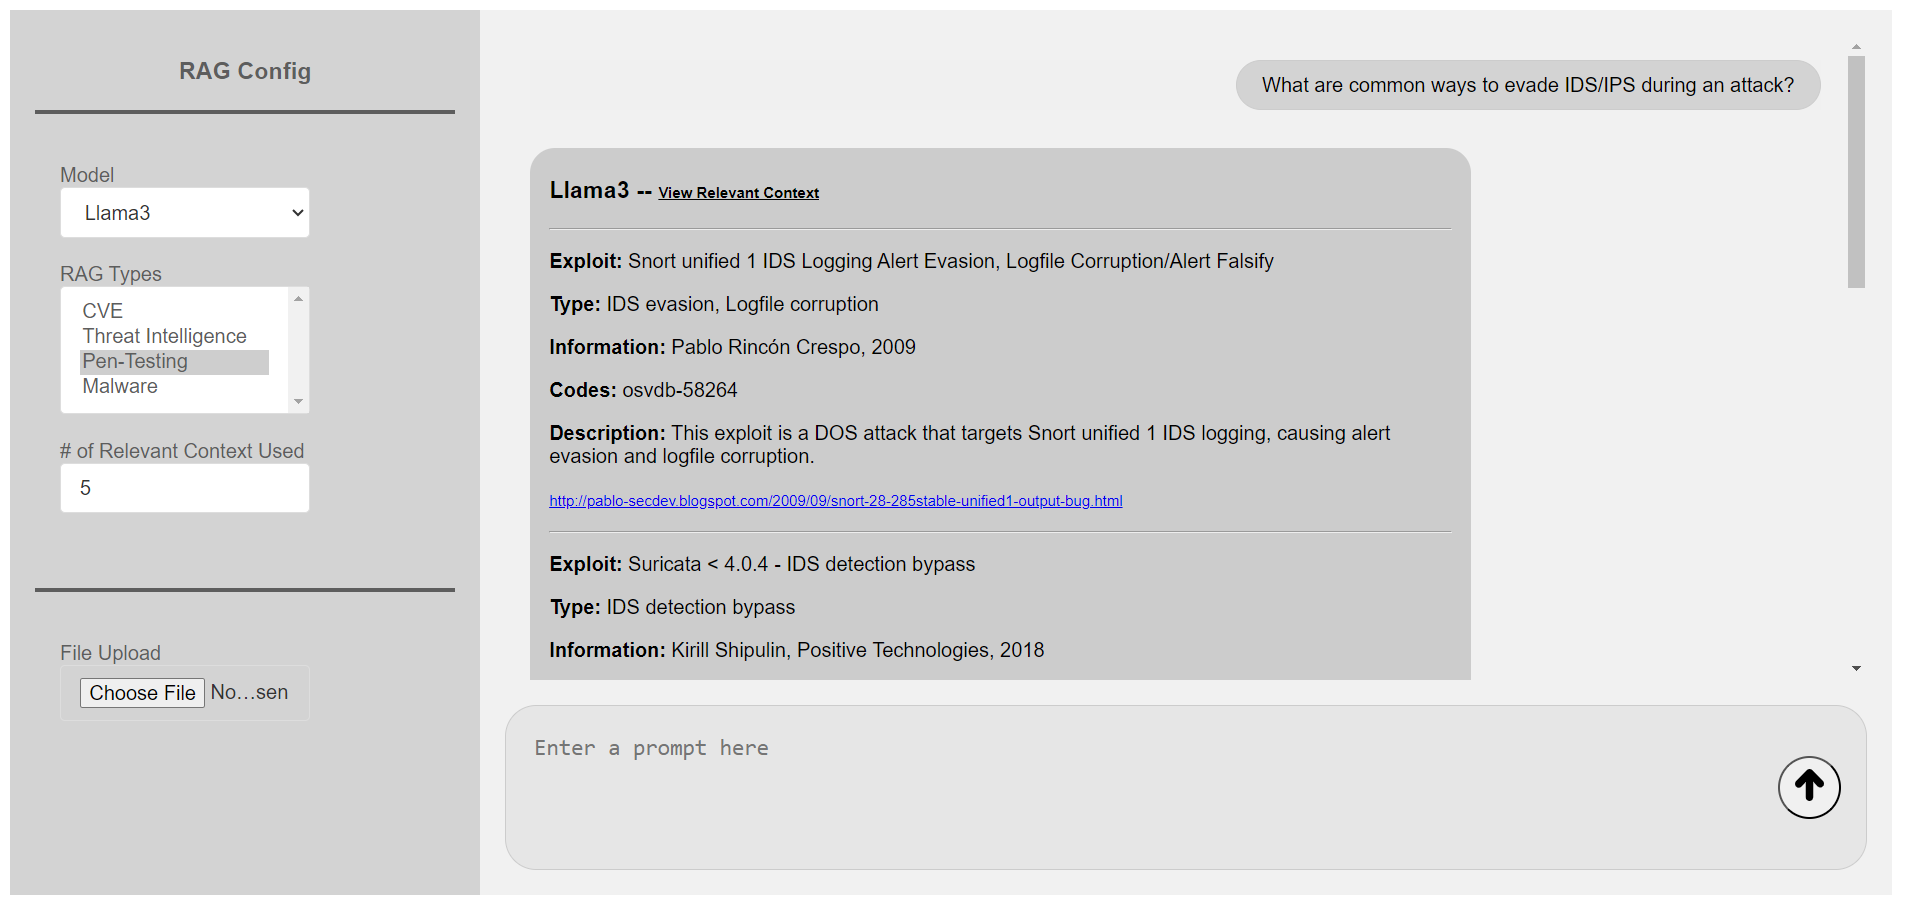 RAG Config
Model
Llama3
RAG Types
CVE
Threat Intelligence
Pen-Testing
Malware
# of Relevant Context Used
5
File Upload
Choose File No…sen
What are common ways to evade IDS/IPS during an attack?
Llama3 -- View Relevant Context
Exploit: Snort unified 1 IDS Logging Alert Evasion, Logfile Corruption/Alert Falsify
Type: IDS evasion, Logfile corruption
Information: Pablo Rincón Crespo, 2009
Codes: osvdb-58264
Description: This exploit is a DOS attack that targets Snort unified 1 IDS logging, causing alert
evasion and logfile corruption.
http://pablo-secdev.blogspot.com/2009/09/snort-28-285stable-unified1-output-bug.html
Exploit: Suricata < 4.0.4 - IDS detection bypass
Type: IDS detection bypass
Information: Kirill Shipulin, Positive Technologies, 2018
Enter a prompt here